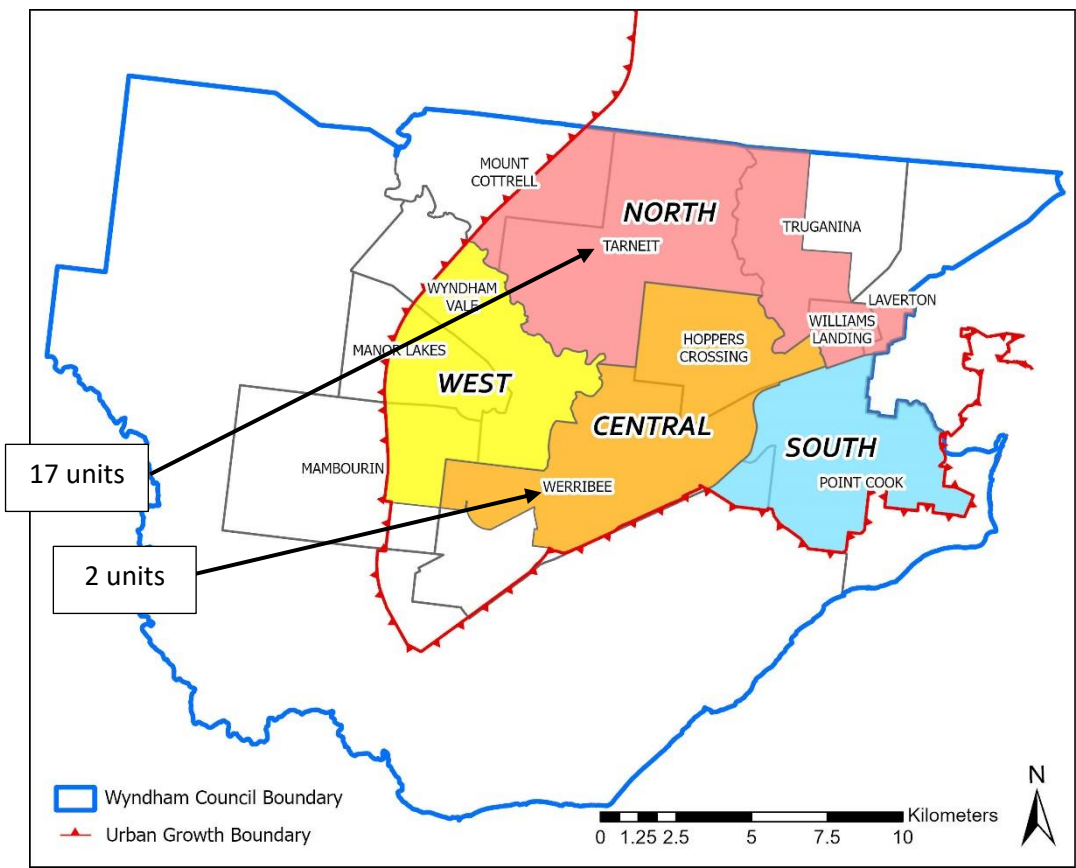 MOUNT
COTTRELL
NORTH
TRUGANINA
TARNEIT
WYNDHAM
VALE
LAVERTON
WILLIAMS
LANDING
HOPPERS
CROSSING
MANOR LAKES
WEST
CENTRAL
SOUTH
MAMBOURIN
17 units
POINT COOK
WERRIBEE
2 units
N
Wyndham Council Boundary
Urban Growth Boundary
Kilometers
0 1.25 2.5 5 7.5 10